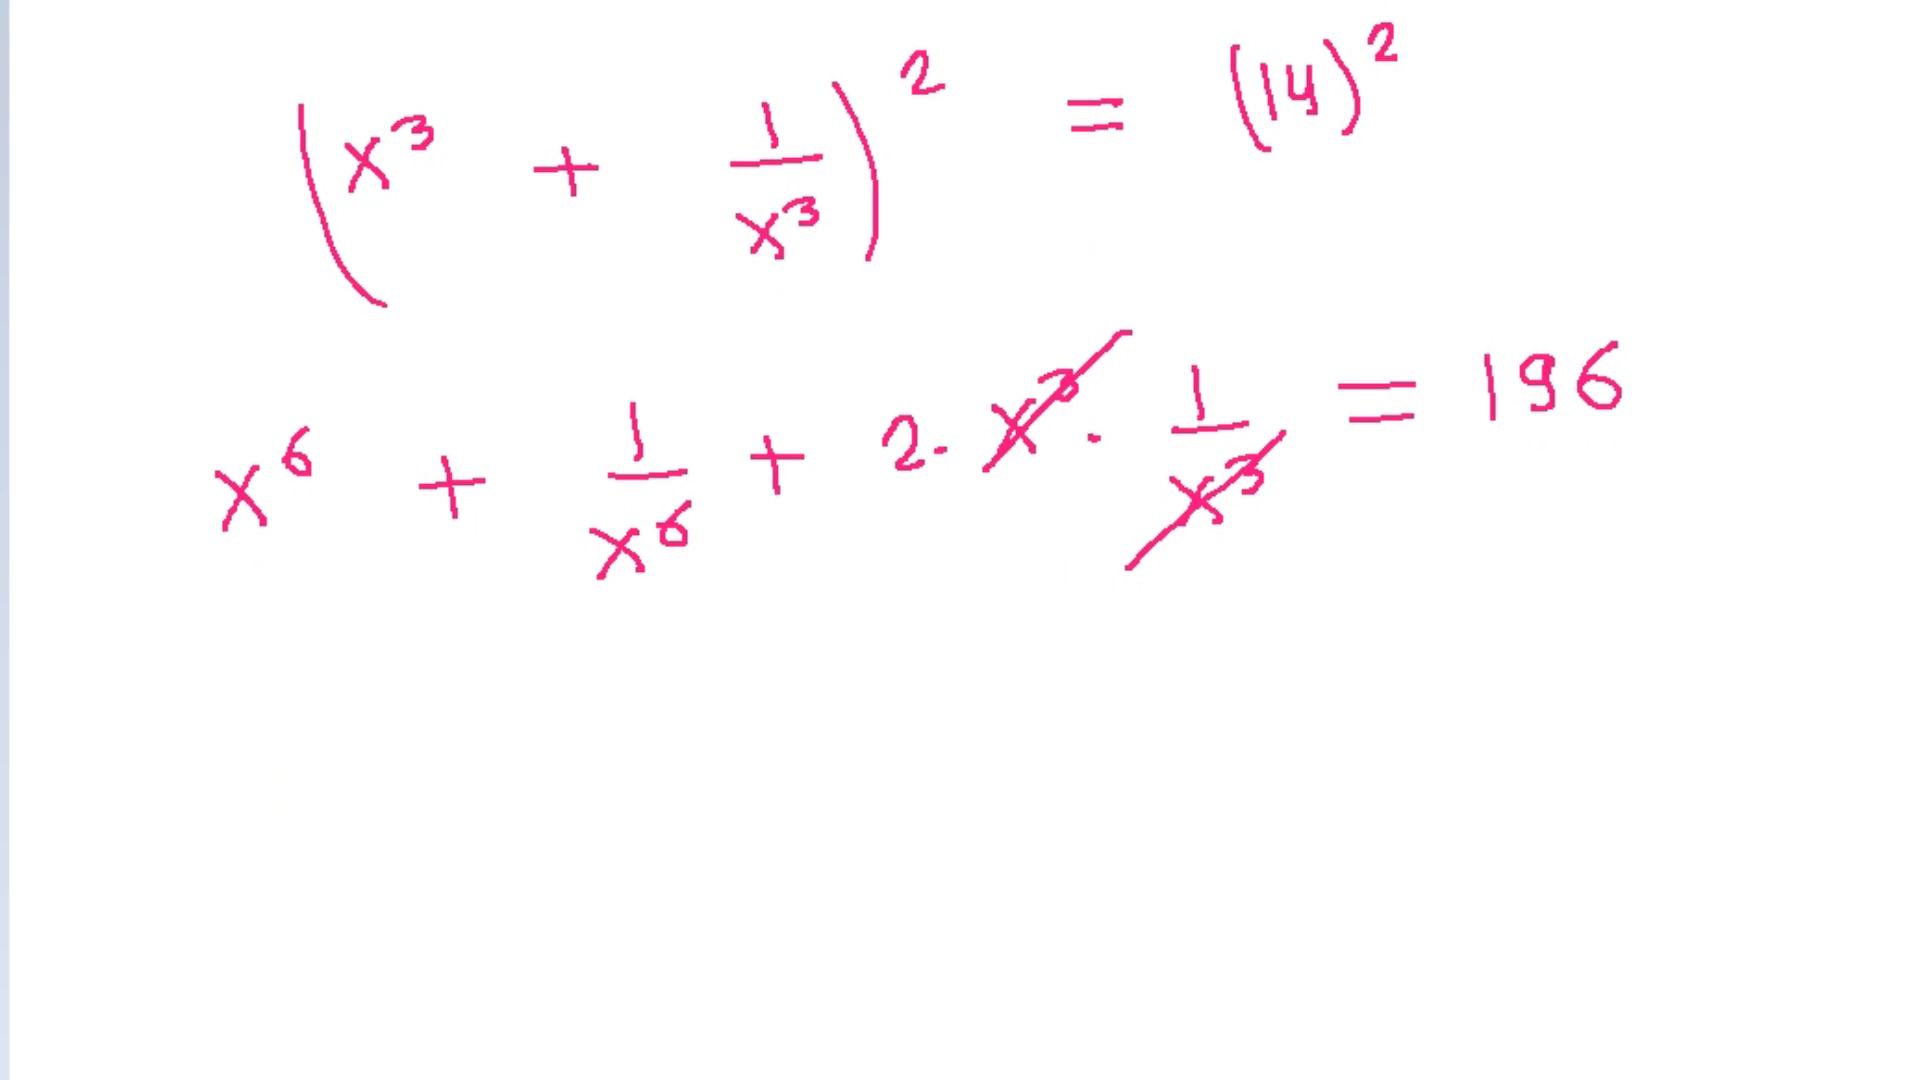 (x³ + 1/x³)² = (14)²
x⁶ + 1/x⁶ + 2. x³ . 1/x³ = 196